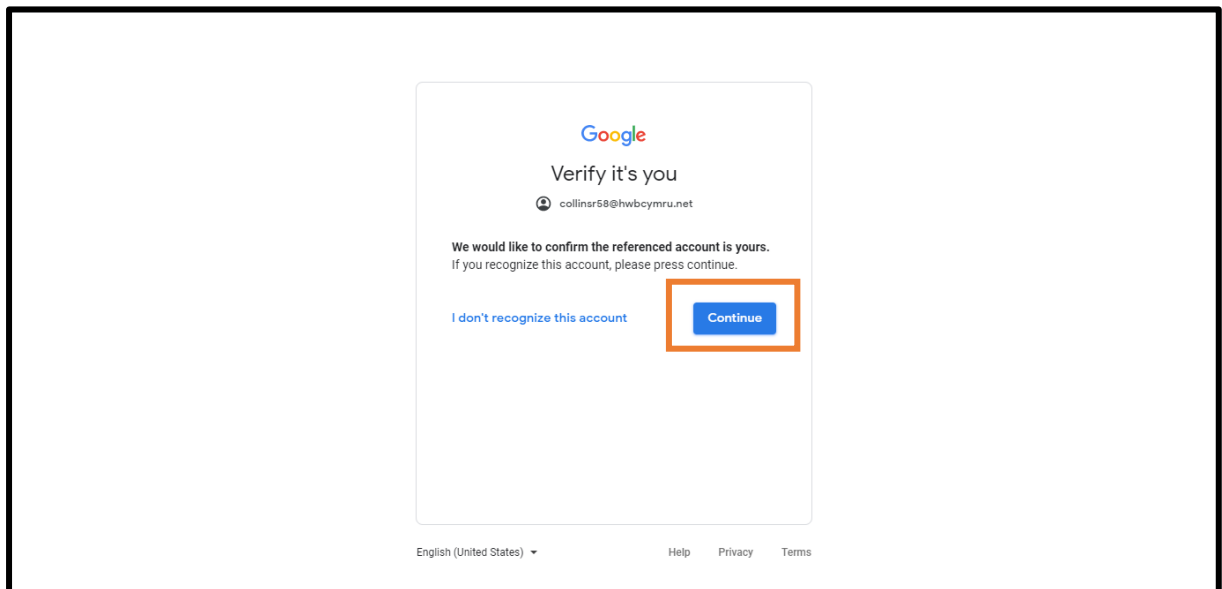 Google
Verify it's you
collinsr58@hwbcymru.net
We would like to confirm the referenced account is yours.
If you recognize this account, please press continue.
I don't recognize this account Continue
English (United States) Help Privacy Terms